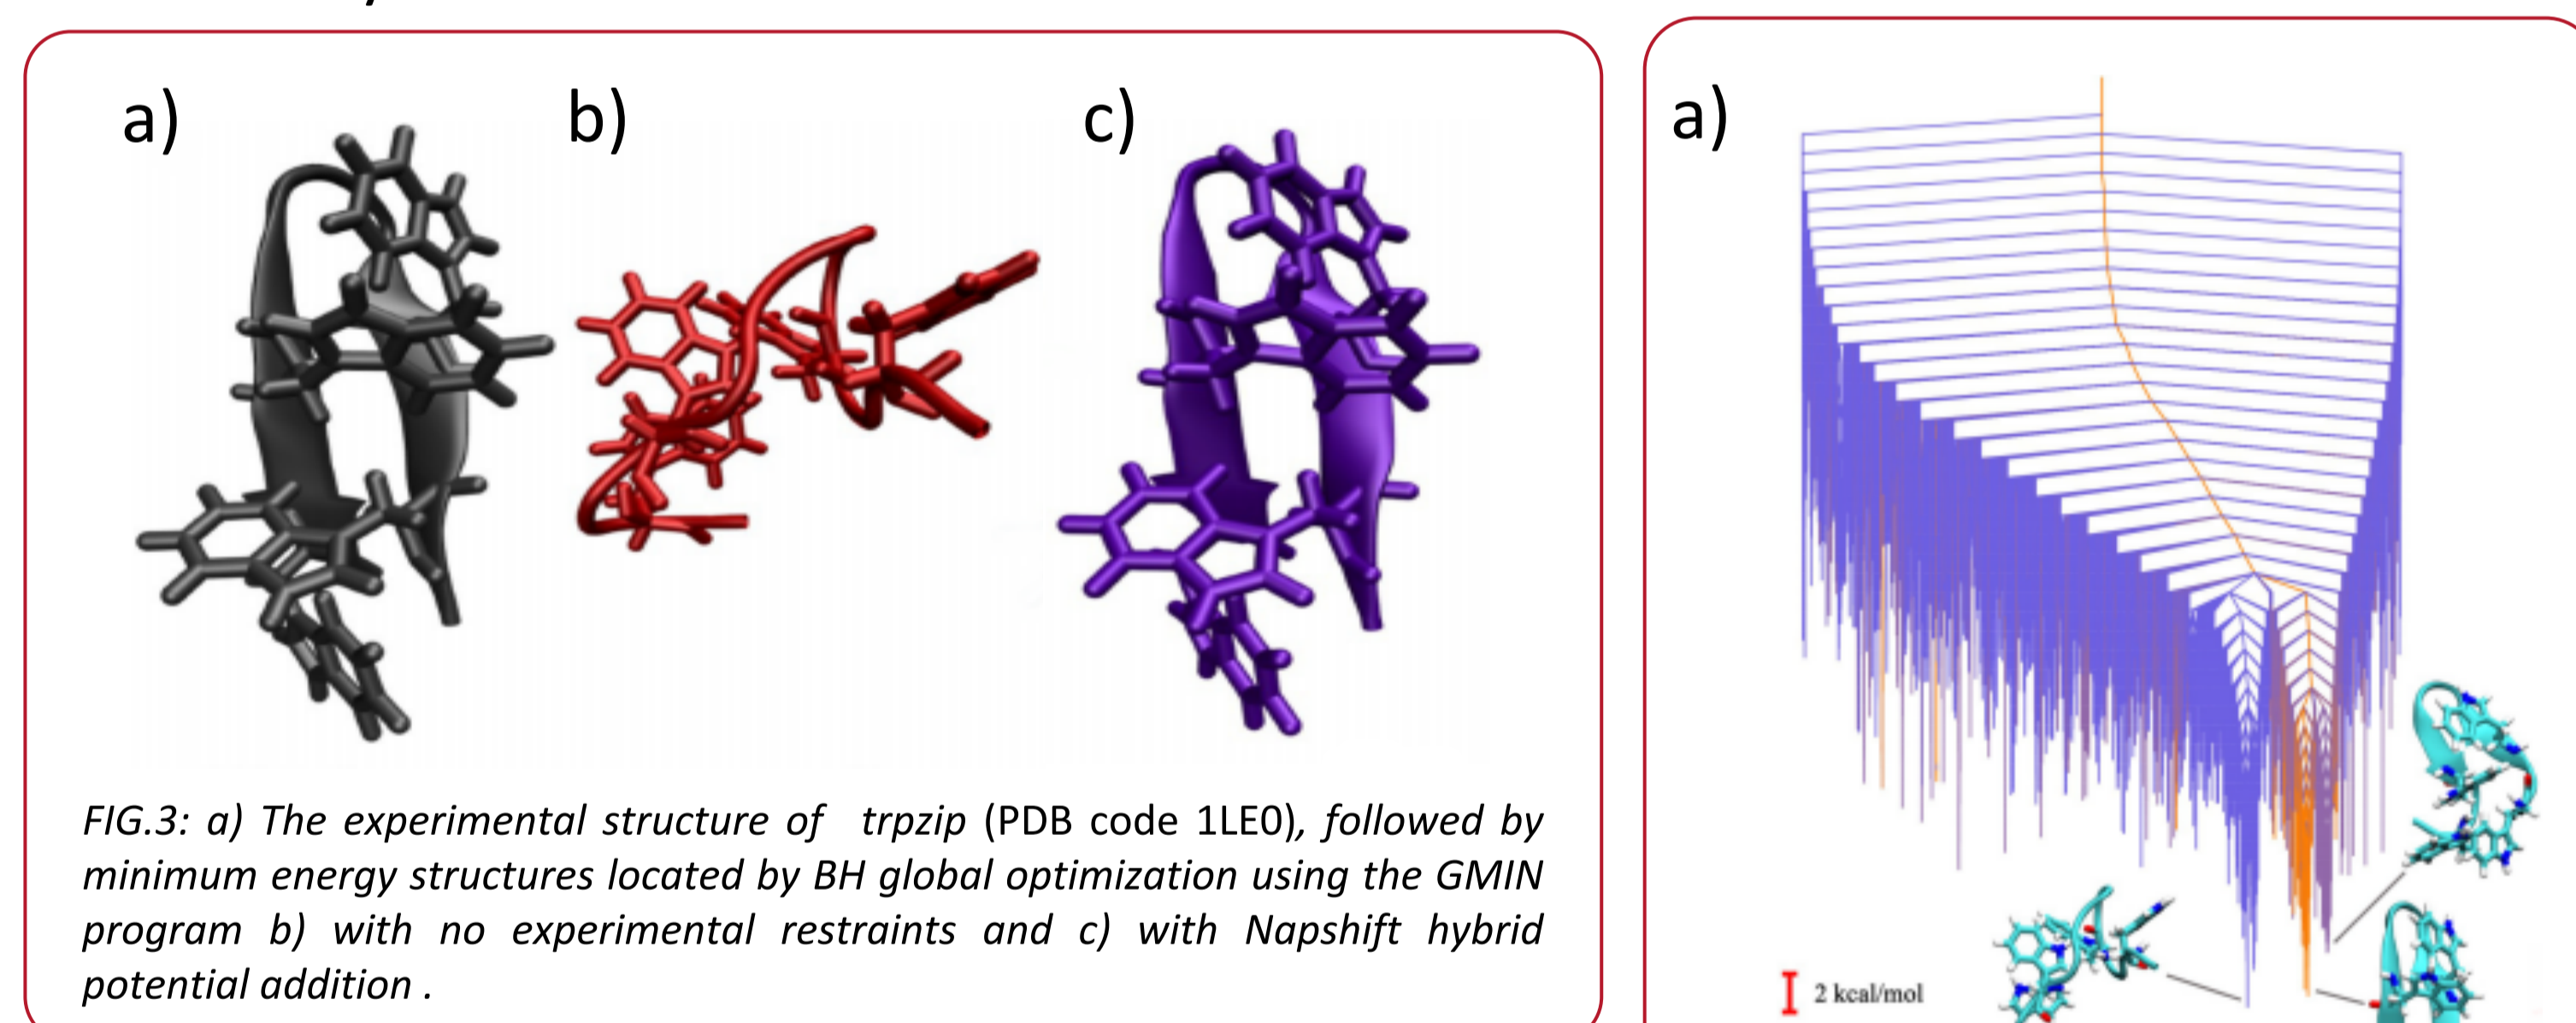 a)
b)
c)
FIG.3: a) The experimental structure of trpzip (PDB code 1LE0), followed by
minimum energy structures located by BH global optimization using the GMIN
program b) with no experimental restraints and c) with Napshift hybrid
potential addition .
a)
2 kcal/mol